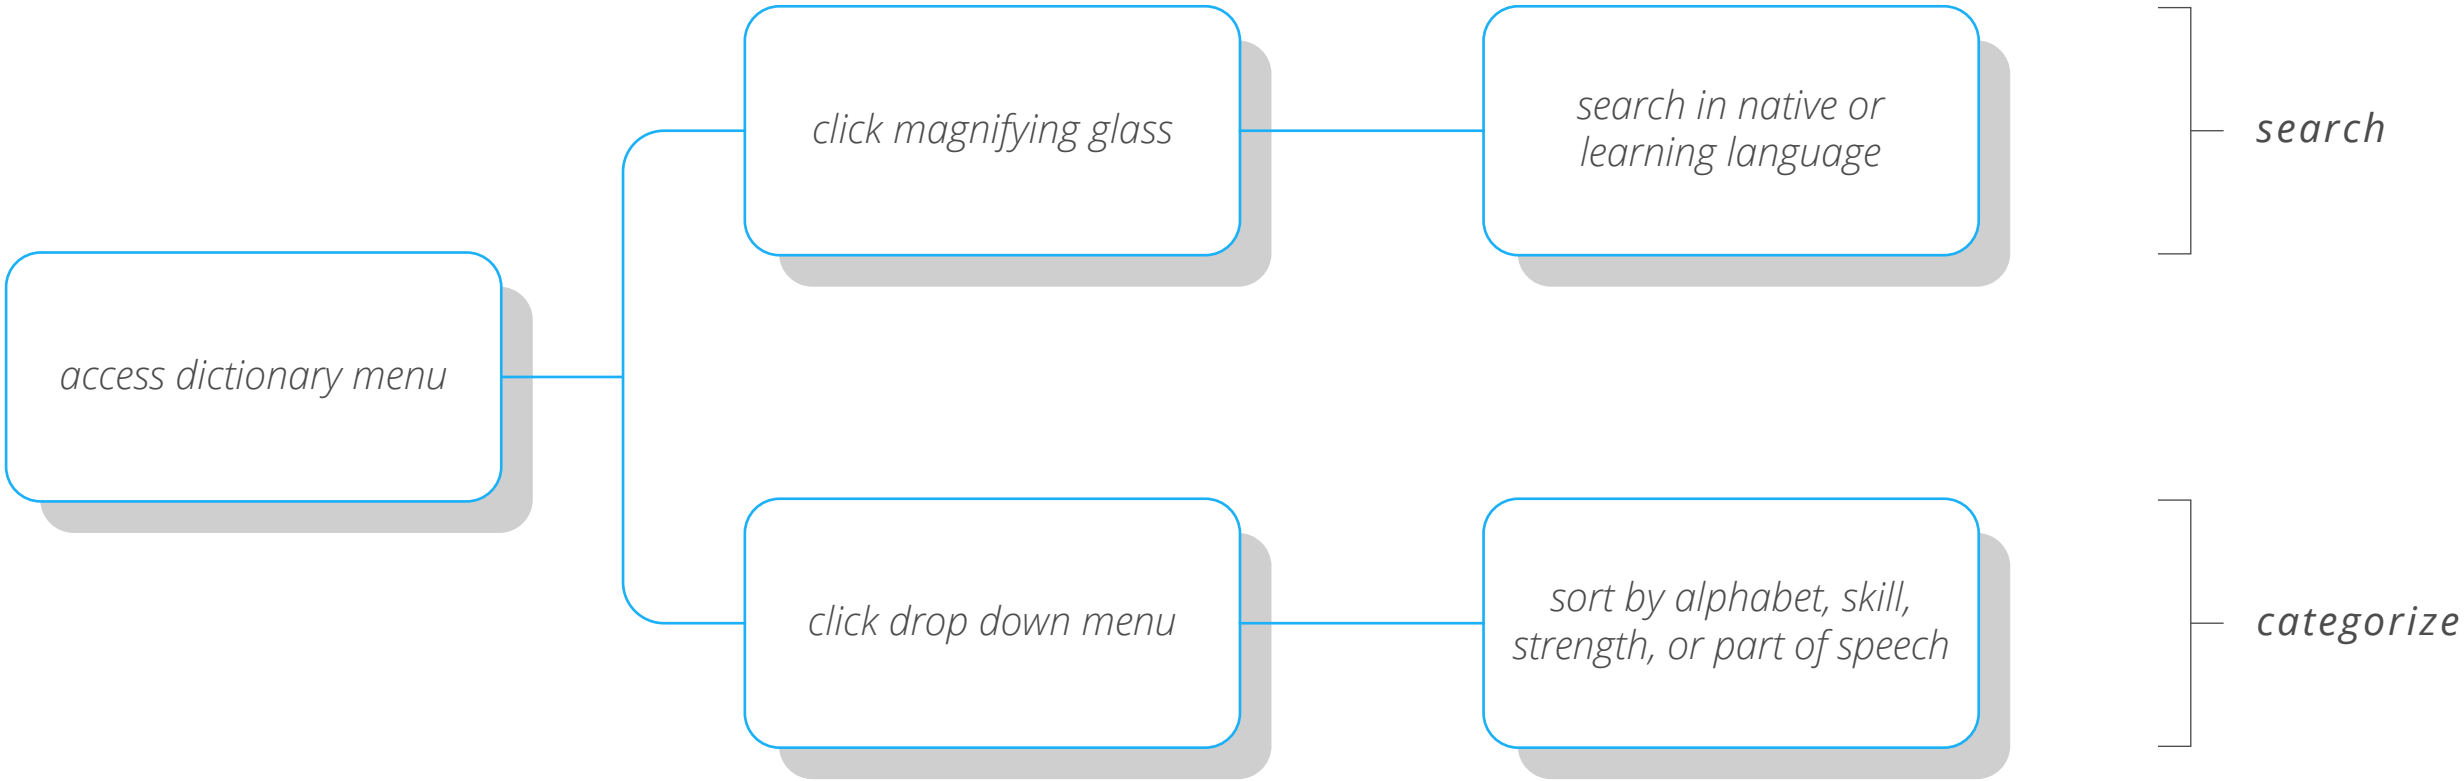 access dictionary menu
click magnifying glass
search in native or
learning language
search
click drop down menu
sort by alphabet, skill,
strength, or part of speech
categorize